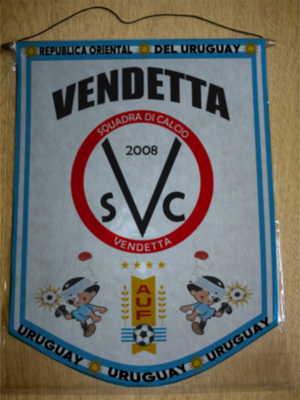 REPUBLICA ORIENTAL DEL URUGUAY
VENDETTA
SQUADRA DI CALCIO
2008
S V C
VENDETTA
AUF
URUGUAY URUGUAY URUGUAY